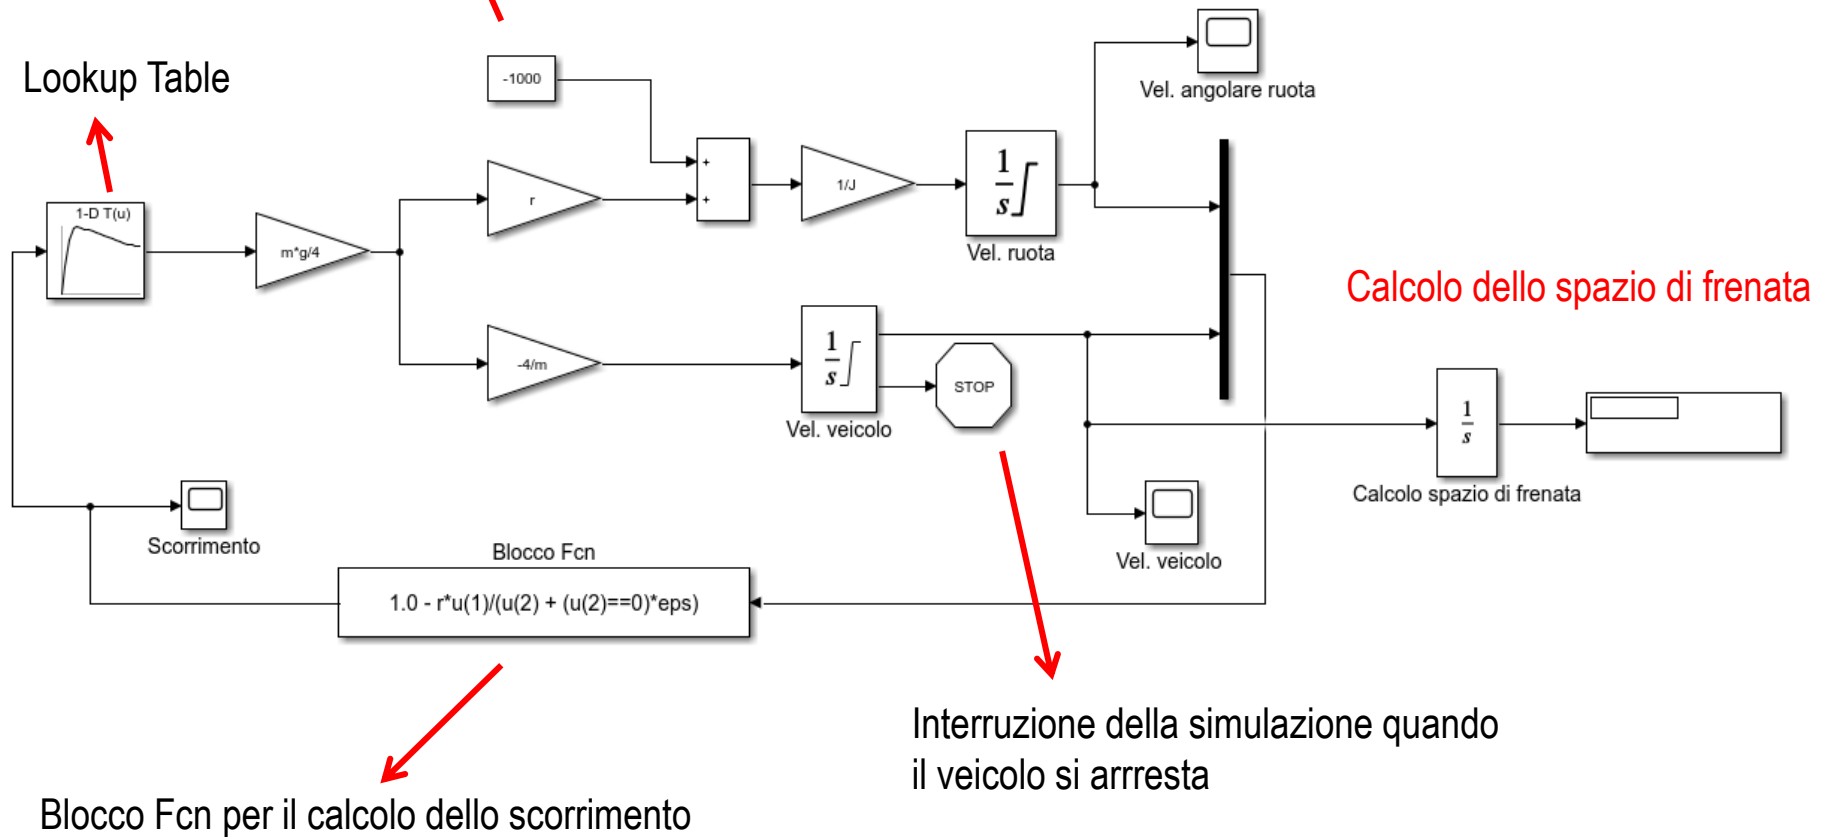 Lookup Table
-1000
Vel. angolare ruota
1-D T(u)
m*g/4
r
+
+
1/J
1
s
Vel. ruota
Calcolo dello spazio di frenata
-4/m
1
s
Vel. veicolo
STOP
1
s
Calcolo spazio di frenata
Scorrimento
Vel. veicolo
Blocco Fcn
1.0 - r*u(1)/(u(2) + (u(2)==0)*eps)
Interruzione della simulazione quando
il veicolo si arrresta
Blocco Fcn per il calcolo dello scorrimento